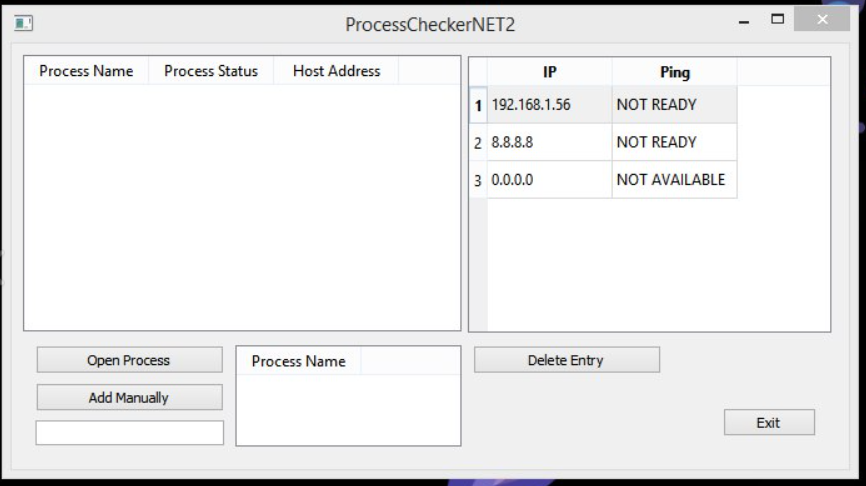 ProcessCheckerNET2
Process Name Process Status Host Address
IP Ping
1 192.168.1.56 NOT READY
2 8.8.8.8 NOT READY
3 0.0.0.0 NOT AVAILABLE
Open Process
Add Manually
Process Name
Delete Entry
Exit